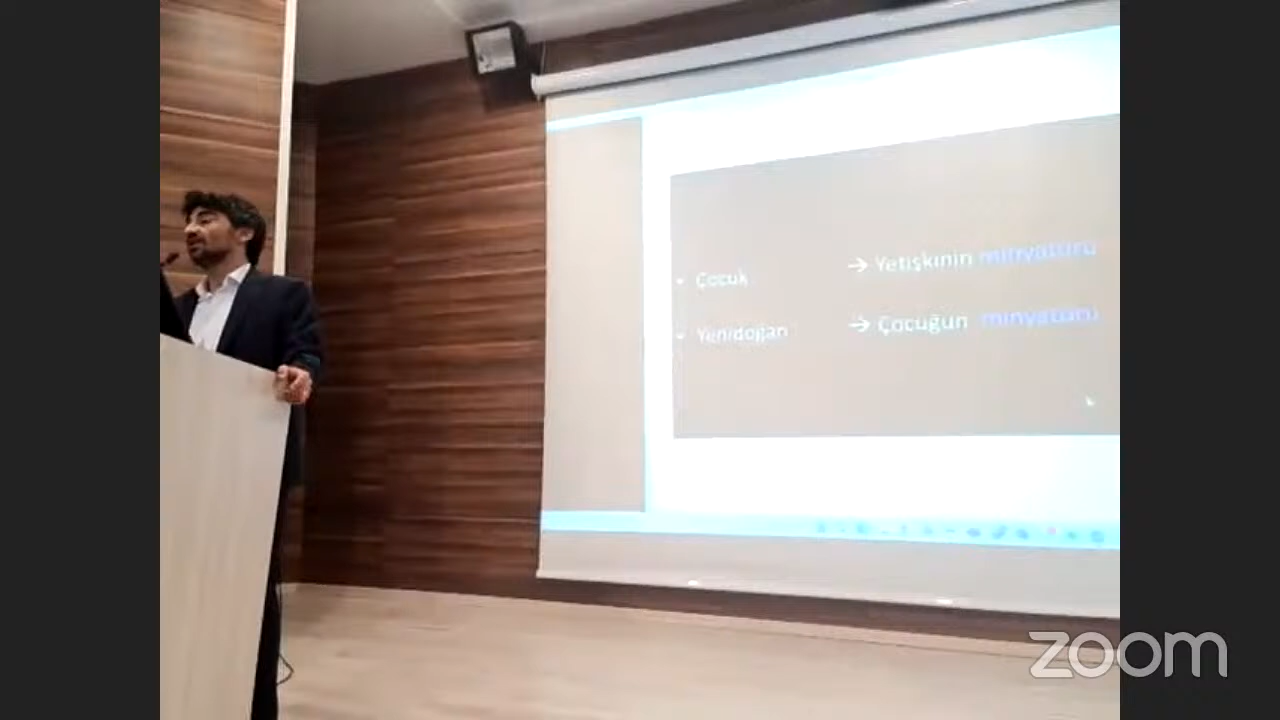 • Çocuk → Yetişkinin minyatürü
• Yenidoğan → Çocuğun minyatürü
zoom